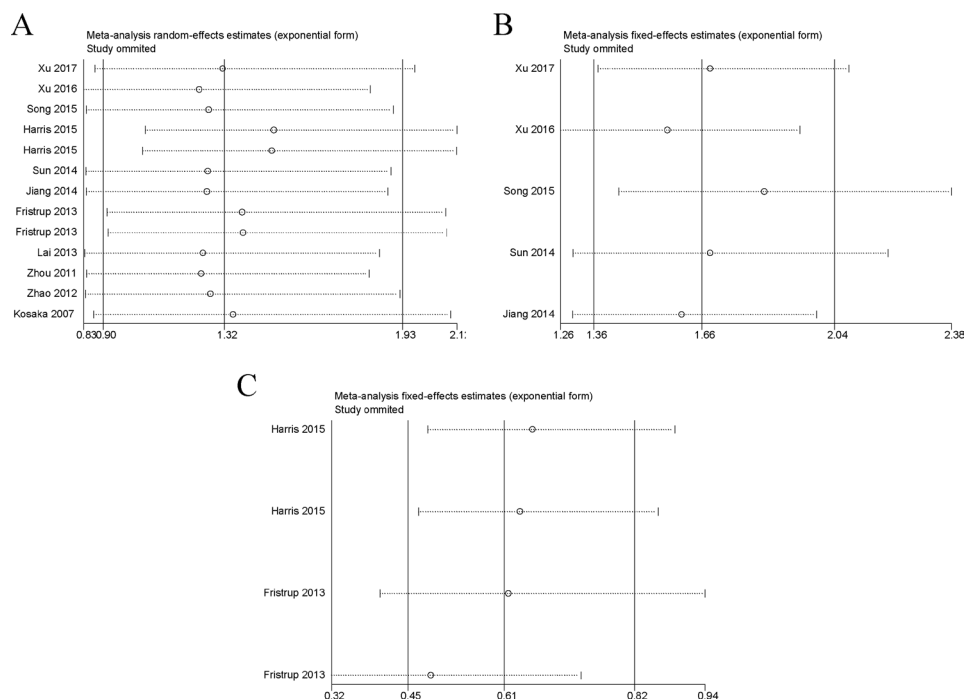 A
Meta-analysis random-effects estimates (exponential form)
Study ommited
Xu 2017
Xu 2016
Song 2015
Harris 2015
Harris 2015
Sun 2014
Jiang 2014
Fristrup 2013
Fristrup 2013
Lai 2013
Zhou 2011
Zhao 2012
Kosaka 2007
0.83 0.90 1.32 1.93
B
Meta-analysis fixed-effects estimates (exponential form)
Study ommited
Xu 2017
Xu 2016
Song 2015
Sun 2014
Jiang 2014
1.26 1.36 1.66 2.04 2.38
C
Meta-analysis fixed-effects estimates (exponential form)
Study ommited
Harris 2015
Harris 2015
Fristrup 2013
Fristrup 2013
0.32 0.45 0.61 0.82 0.94